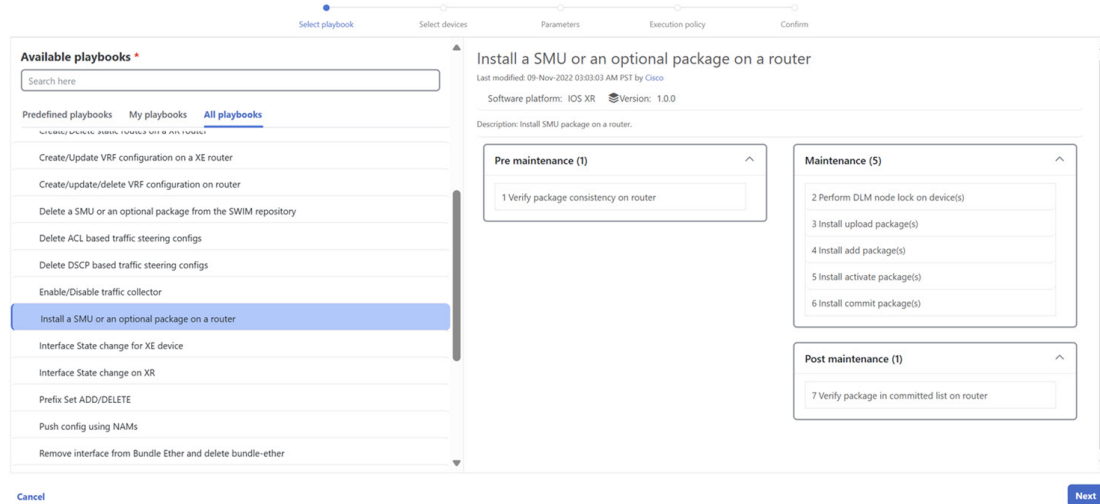 Select playbook
Select devices
Parameters
Execution policy
Confirm
Available playbooks *
Search here
Predefined playbooks
My playbooks
All playbooks
Create/Delete static routes on a XR router
Create/Update VRF configuration on a XE router
Create/update/delete VRF configuration on router
Delete a SMU or an optional package from the SWIM repository
Delete ACL based traffic steering configs
Delete DSCP based traffic steering configs
Enable/Disable traffic collector
Install a SMU or an optional package on a router
Interface State change for XE device
Interface State change on XR
Prefix Set ADD/DELETE
Push config using NAMs
Remove interface from Bundle Ether and delete bundle-ether
Install a SMU or an optional package on a router
Last modified: 09-Nov-2022 03:03:03 AM PST by Cisco
Software platform: IOS XR Version: 1.0.0
Description: Install SMU package on a router.
Pre maintenance (1)
1 Verify package consistency on router
Maintenance (5)
2 Perform DLM node lock on device(s)
3 Install upload package(s)
4 Install add package(s)
5 Install activate package(s)
6 Install commit package(s)
Post maintenance (1)
7 Verify package in committed list on router
Cancel
Next